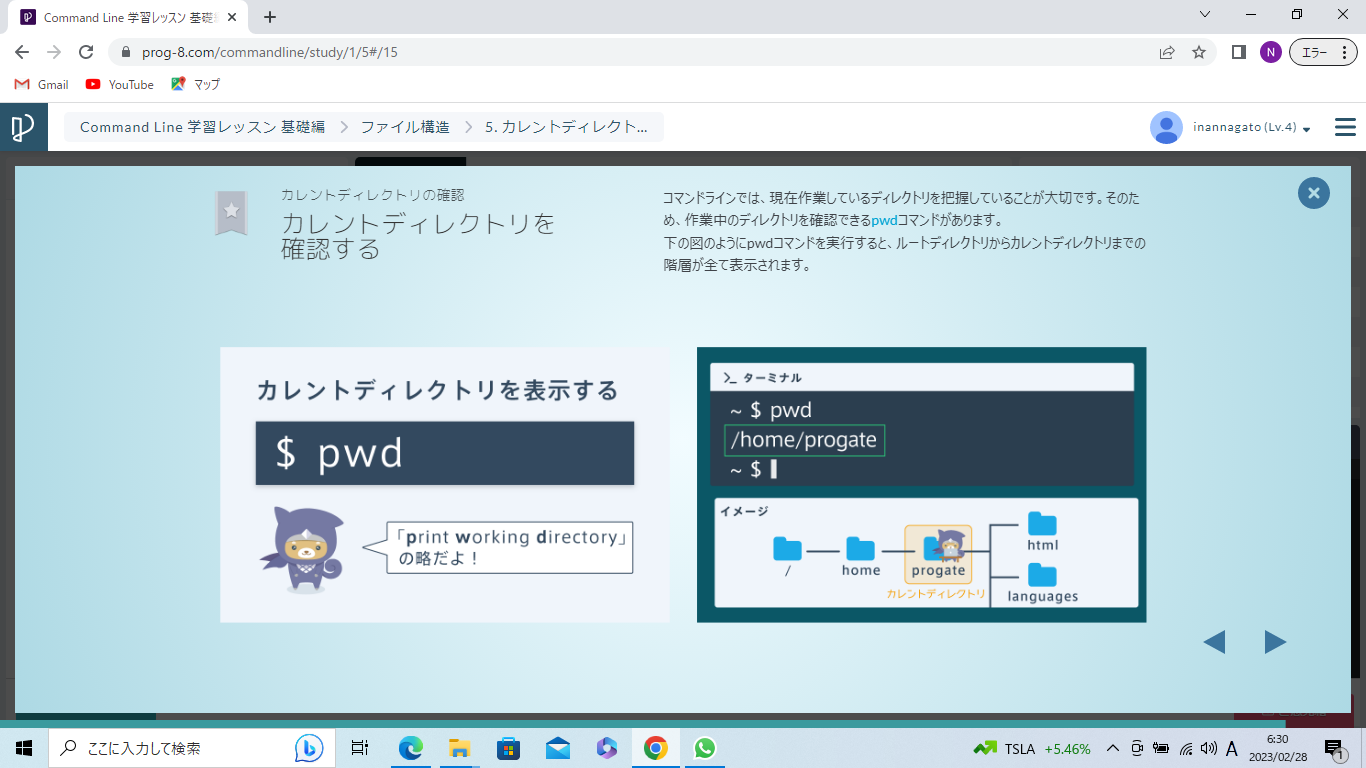 Command Line 学習レッスン 基礎
prog-8.com/commandline/study/1/5#/15
N
エラー
Gmail
YouTube
マップ
Command Line 学習レッスン 基礎編
ファイル構造
5. カレントディレクト...
inannagato (Lv.4)
カレントディレクトリの確認
カレントディレクトリを
確認する
コマンドラインでは、現在作業しているディレクトリを把握していることが大切です。そのた
め、作業中のディレクトリを確認できるpwdコマンドがあります。
下の図のようにpwdコマンドを実行すると、ルートディレクトリからカレントディレクトリまでの
階層が全て表示されます。
カレントディレクトリを表示する
$ pwd
「print working directory」
の略だよ！
ターミナル
~ $ pwd
/home/progate
~ $
イメージ
/
home
progate
カレントディレクトリ
html
languages
ここに入力して検索
TSLA +5.46%
A
6:30
2023/02/28
1